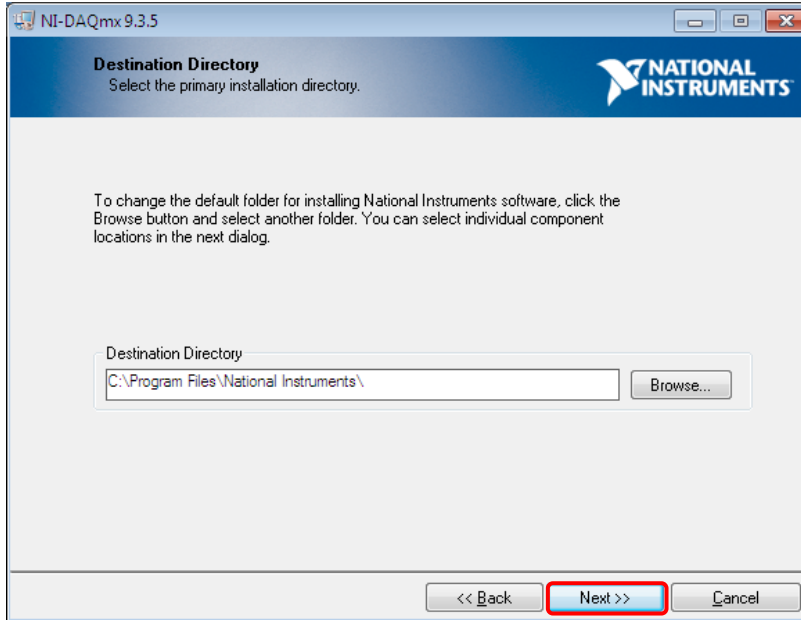 NI-DAQmx 9.3.5
Destination Directory
Select the primary installation directory.
NATIONAL
INSTRUMENTS
To change the default folder for installing National Instruments software, click the
Browse button and select another folder. You can select individual component
locations in the next dialog.
Destination Directory
C:\Program Files\National Instruments\
Browse...
<< Back
Next >>
Cancel